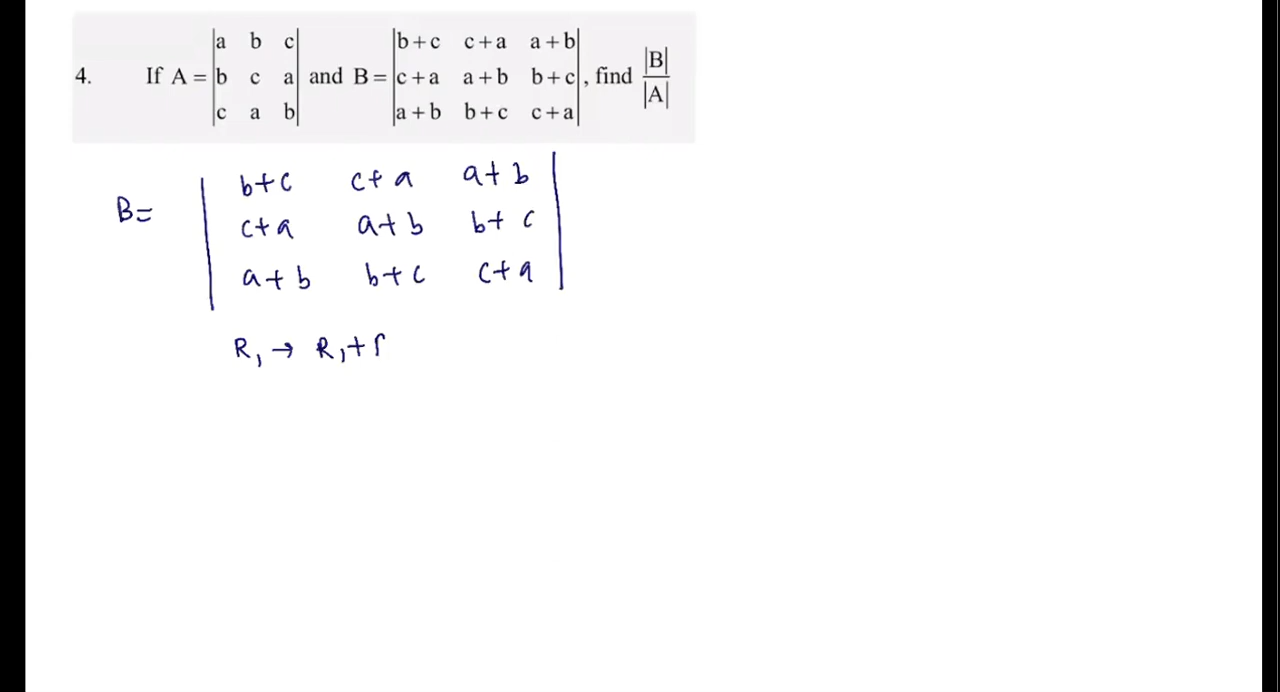 4. If A = |a b c| and B = |b+c c+a a+b|, find |B|/|A|
|b c a| |c+a a+b b+c|
|c a b| |a+b b+c c+a|
B= | b+c c+a a+b |
| c+a a+b b+c |
| a+b b+c c+a |
R₁ → R₁+